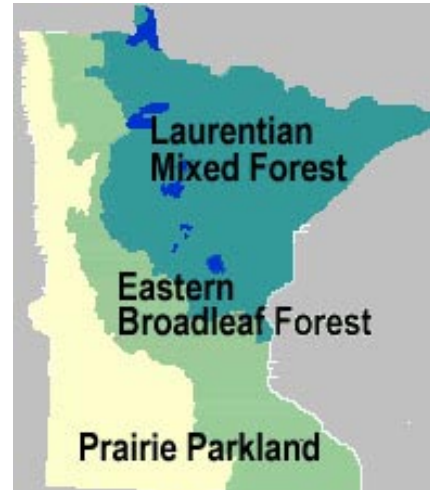 Laurentian
Mixed Forest
Eastern
Broadleaf Forest
Prairie Parkland